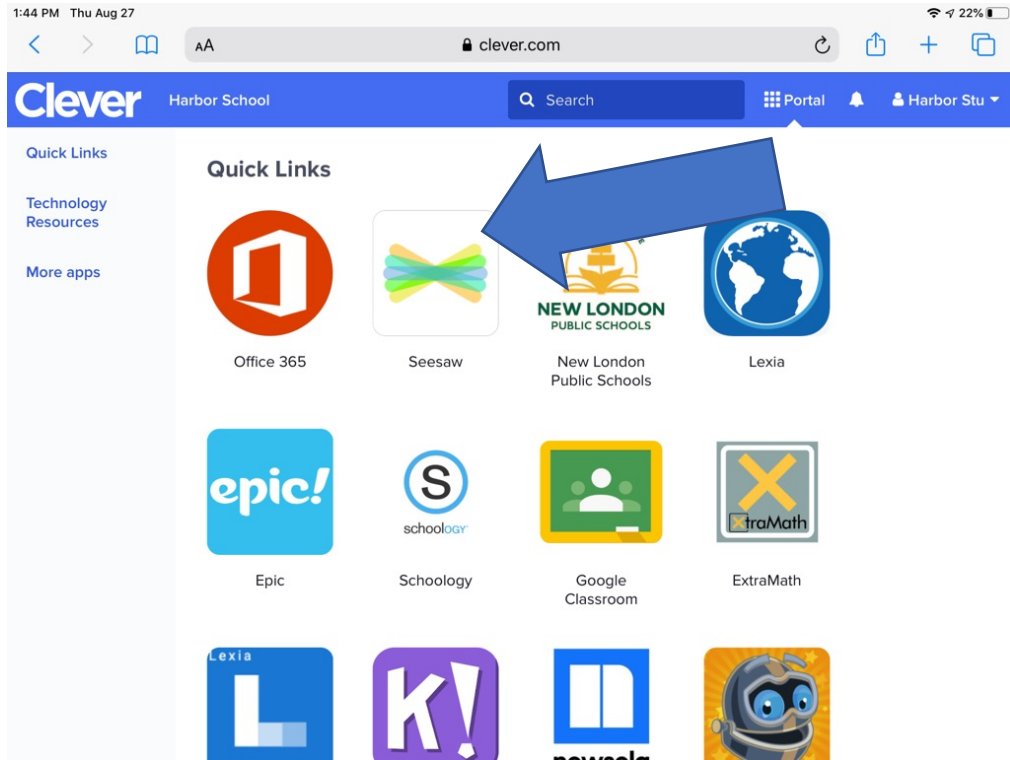 1:44 PM Thu Aug 27
22%
AA
clever.com
Clever
Harbor School
Search
Portal
Harbor Stu
Quick Links
Technology
Resources
More apps
Quick Links
NEW LONDON
PUBLIC SCHOOLS
Office 365
Seesaw
New London
Public Schools
Lexia
epic!
S
schoology
XtraMath
Epic
Schoology
Google
Classroom
ExtraMath
Lexia
L
K!
newsela